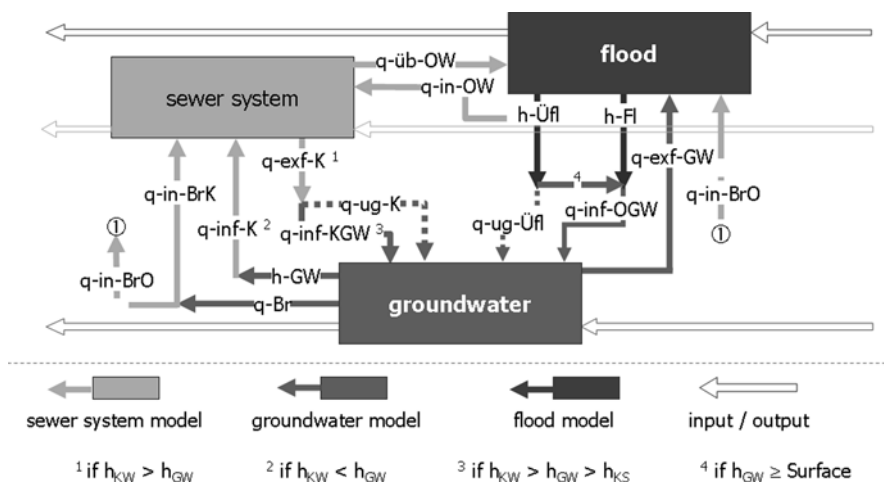 flood
q-üb-OW
sewer system
q-in-OW
h-Üfl
h-Fl
q-exf-K 1
q-exf-GW
4
q-in-BrK
q-ug-K
q-in-BrO
q-inf-OGW
q-inf-K 2
q-ug-Üfl
①
q-inf-KGW 3
①
q-in-BrO
h-GW
groundwater
q-Br
sewer system model
groundwater model
flood model
input / output
1 if hKW > hGW
2 if hKW < hGW
3 if hKW > hGW > hKS
4 if hGW ≥ Surface